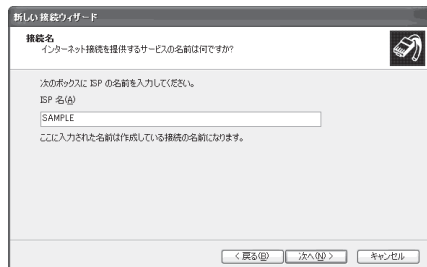 新しい接続ウィザード
接続名
インターネット接続を提供するサービスの名前は何ですか?
次のボックスに ISP の名前を入力してください。
ISP 名(A)
SAMPLE
ここに入力された名前は作成している接続の名前になります。
< 戻る(B)
次へ(N) >
キャンセル